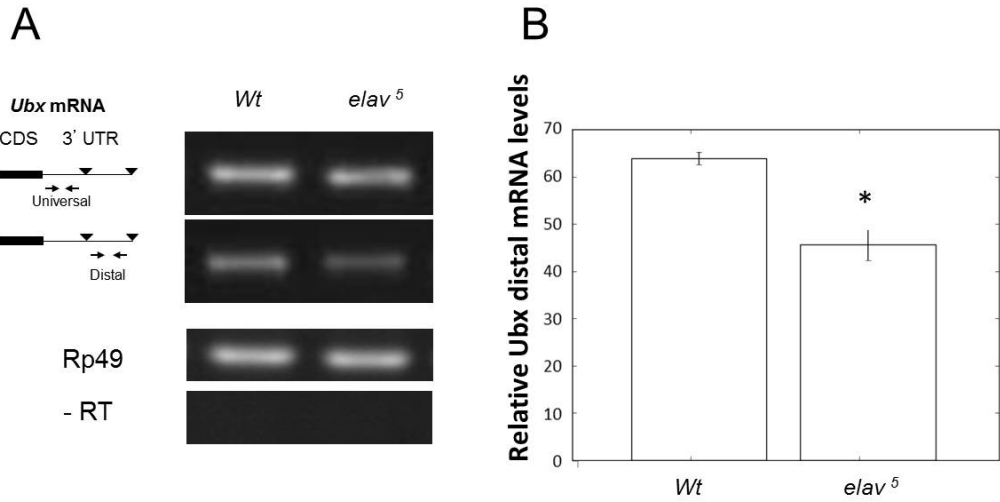 A
Ubx mRNA
CDS 3' UTR
Universal
Distal
Rp49
- RT
Wt elav 5
B
Relative Ubx distal mRNA levels
70
60
50
40
30
20
10
0
*
Wt elav 5